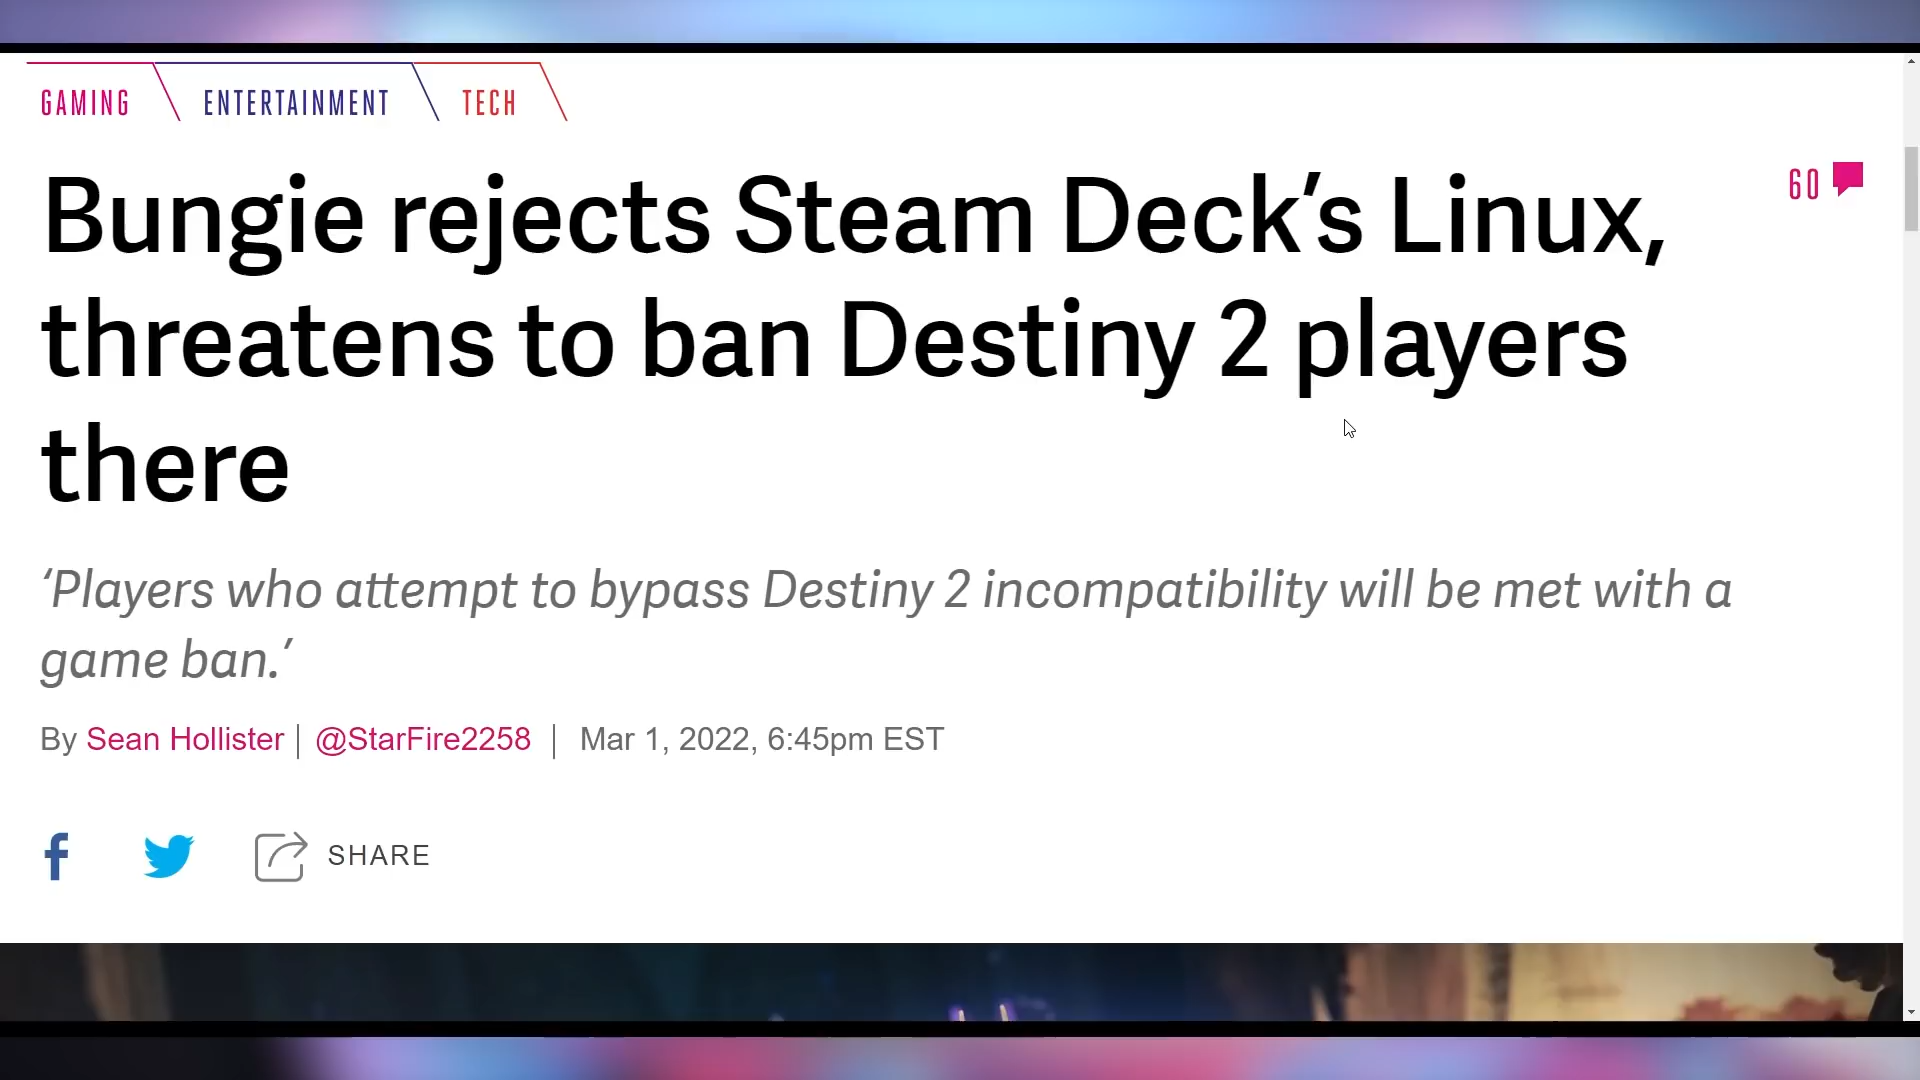 GAMING ENTERTAINMENT TECH
Bungie rejects Steam Deck’s Linux,
threatens to ban Destiny 2 players
there
60
‘Players who attempt to bypass Destiny 2 incompatibility will be met with a
game ban.’
By Sean Hollister | @StarFire2258 | Mar 1, 2022, 6:45pm EST
SHARE